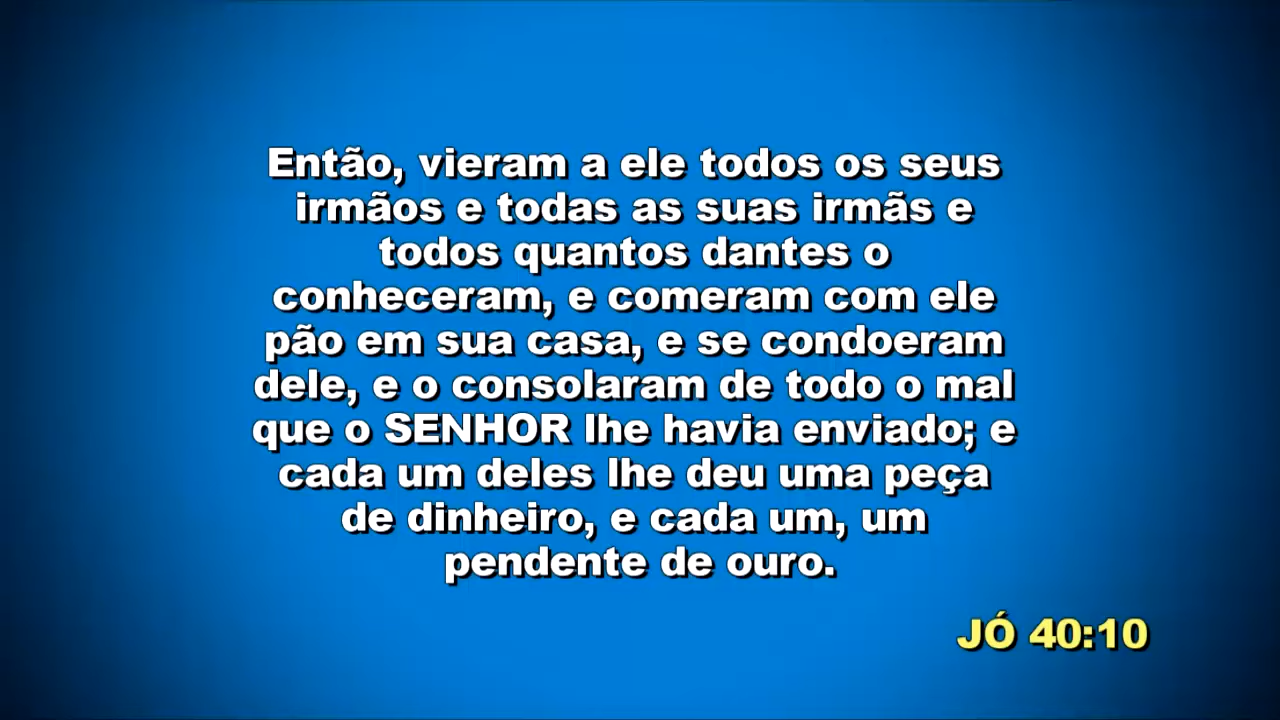 Então, vieram a ele todos os seus
irmãos e todas as suas irmãs e
todos quantos dantes o
conheceram, e comeram com ele
pão em sua casa, e se condoeram
dele, e o consolaram de todo o mal
que o SENHOR lhe havia enviado; e
cada um deles lhe deu uma peça
de dinheiro, e cada um, um
pendente de ouro.
JÓ 40:10